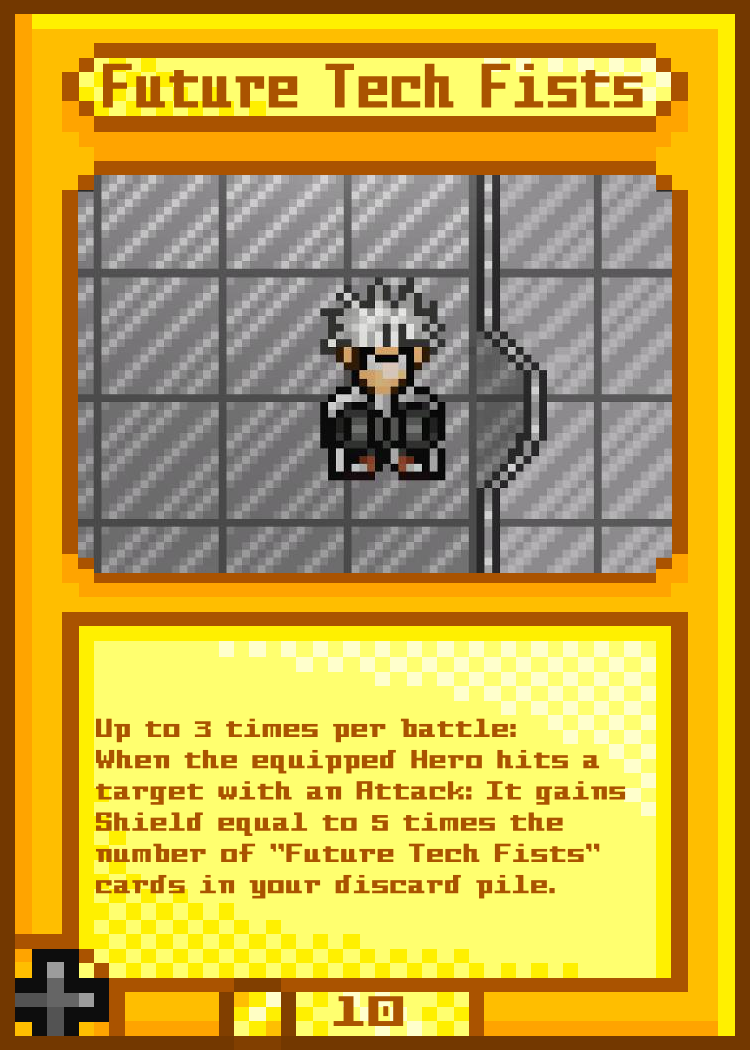 Future Tech Fists
Up to 3 times per battle:
When the equipped Hero hits a
target with an Attack: It gains
Shield equal to 5 times the
number of "Future Tech Fists"
cards in your discard pile.
10